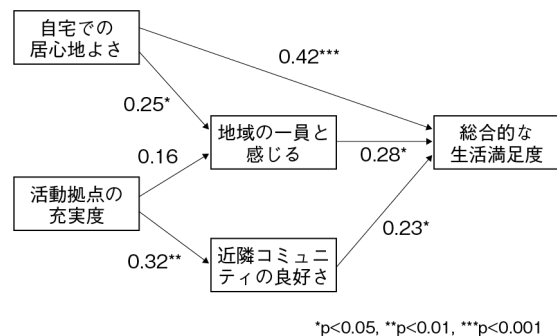 自宅での
居心地よさ
0.42***
0.25*
地域の一員と
感じる
総合的な
生活満足度
0.28*
0.16
活動拠点の
充実度
0.23*
0.32**
近隣コミュニ
ティの良好さ
*p<0.05, **p<0.01, ***p<0.001